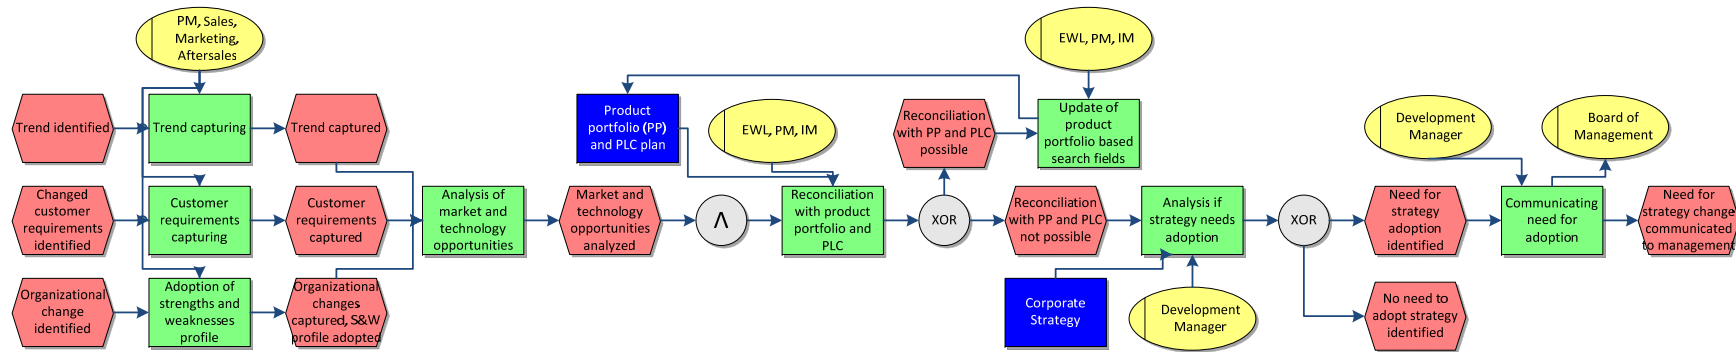 PM, Sales,
Marketing,
Aftersales
EWL, PM, IM
Trend identified
Trend capturing
Trend captured
Product
portfolio (PP)
and PLC plan
EWL, PM, IM
Reconciliation
with PP and PLC
possible
Update of
product
portfolio based
search fields
Development
Manager
Board of
Management
Changed
customer
requirements
identified
Customer
requirements
capturing
Customer
requirements
captured
Analysis of
market and
technology
opportunities
Market and
technology
opportunities
analyzed
Λ
Reconciliation
with product
portfolio and
PLC
XOR
Reconciliation
with PP and PLC
not possible
Analysis if
strategy needs
adoption
XOR
Need for
strategy
adoption
identified
Communicating
need for
adoption
Need for
strategy change
communicated
to management
Organizational
change
identified
Adoption of
strengths and
weaknesses
profile
Organizational
changes
captured, S&W
profile adopted
Corporate
Strategy
Development
Manager
No need to
adopt strategy
identified